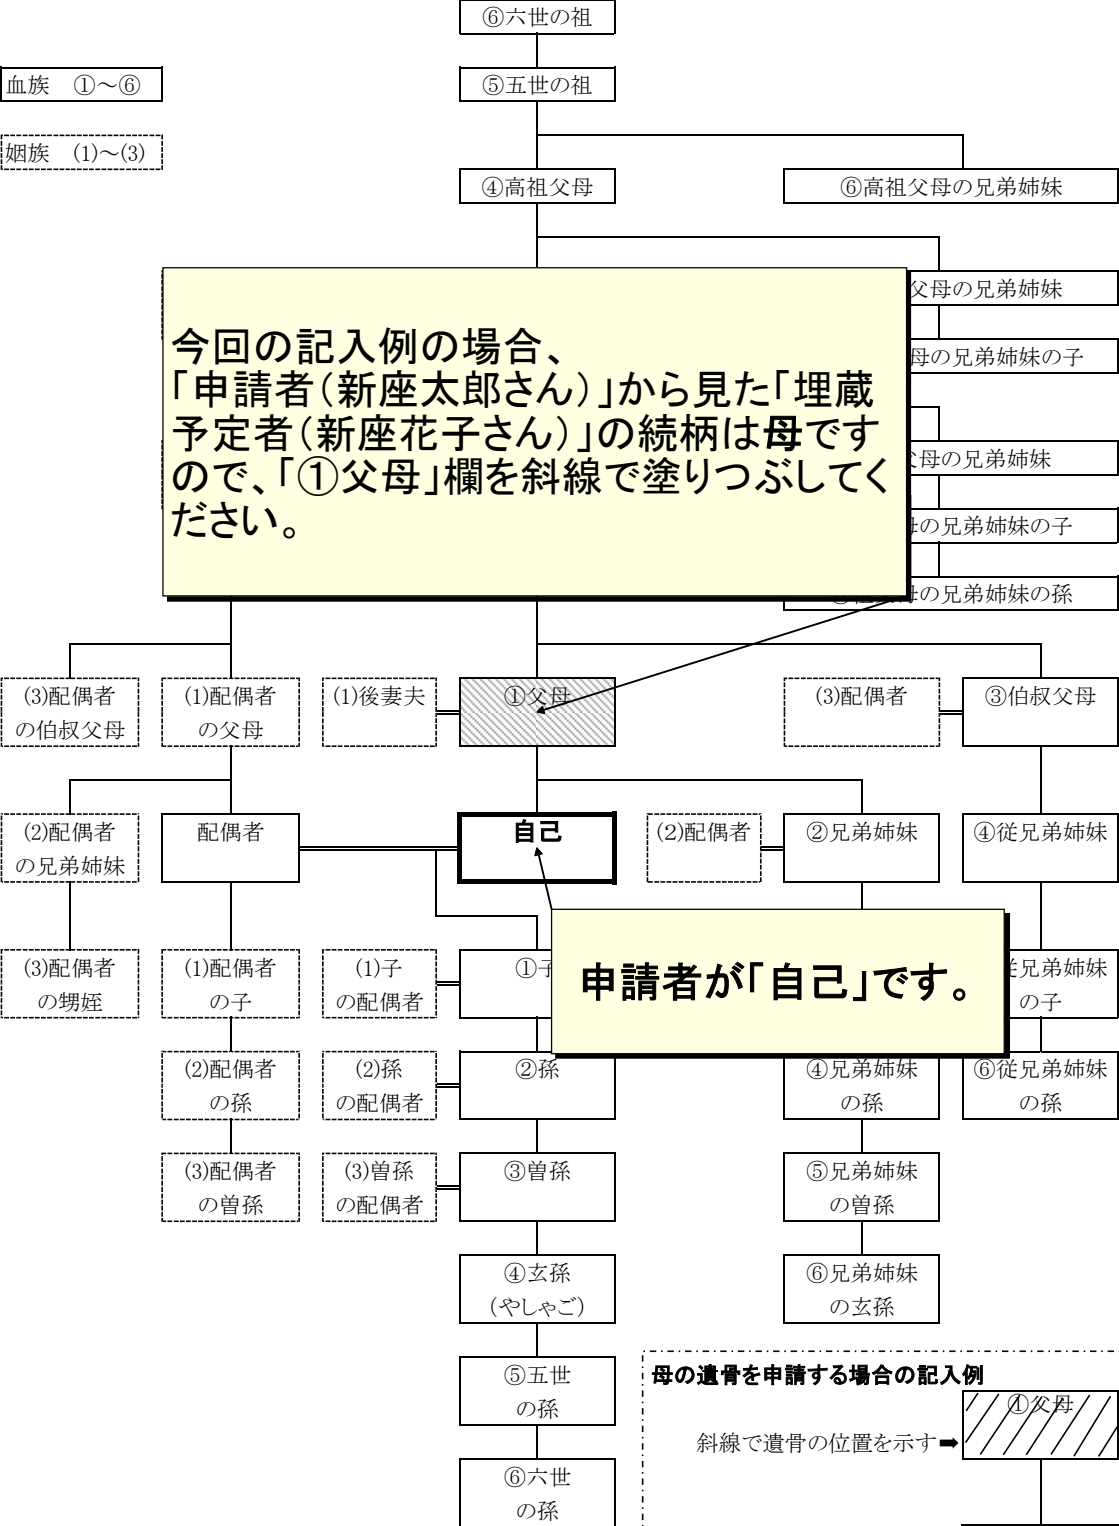 ⑥六世の祖
血族 ①～⑥
⑤五世の祖
姻族 (1)～(3)
④高祖父母
⑥高祖父母の兄弟姉妹
父母の兄弟姉妹
母の兄弟姉妹の子
父母の兄弟姉妹
母の兄弟姉妹の子
母の兄弟姉妹の孫
今回の記入例の場合、
「申請者（新座太郎さん）」から見た「埋蔵
予定者（新座花子さん）」の続柄は母です
ので、「①父母」欄を斜線で塗りつぶしてく
ださい。
(3)配偶者
の伯叔父母
(1)配偶者
の父母
(1)後妻夫
①父母
(3)配偶者
③伯叔父母
(2)配偶者
の兄弟姉妹
配偶者
自己
(2)配偶者
②兄弟姉妹
④従兄弟姉妹
(3)配偶者
の甥姪
(1)配偶者
の子
(1)子
の配偶者
①子
申請者が「自己」です。
従兄弟姉妹
の子
(2)配偶者
の孫
(2)孫
の配偶者
②孫
④兄弟姉妹
の孫
⑥従兄弟姉妹
の孫
(3)配偶者
の曽孫
(3)曽孫
の配偶者
③曽孫
⑤兄弟姉妹
の曽孫
④玄孫
（やしゃご）
⑥兄弟姉妹
の玄孫
⑤五世
の孫
母の遺骨を申請する場合の記入例
①父母
斜線で遺骨の位置を示す➡
⑥六世
の孫